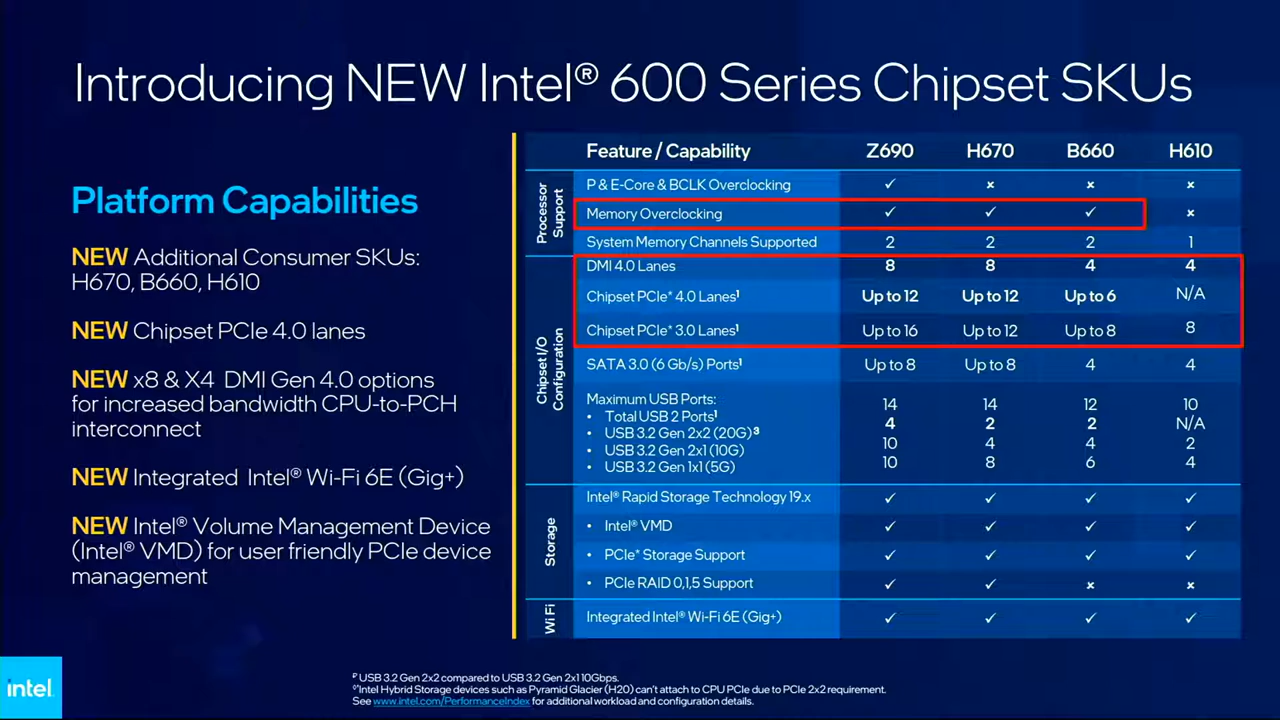 Introducing NEW Intel® 600 Series Chipset SKUs
Platform Capabilities
NEW Additional Consumer SKUs:
H670, B660, H610
NEW Chipset PCIe 4.0 lanes
NEW x8 & X4 DMI Gen 4.0 options
for increased bandwidth CPU-to-PCH
interconnect
NEW Integrated Intel® Wi-Fi 6E (Gig+)
NEW Intel® Volume Management Device
(Intel® VMD) for user friendly PCIe device
management
Feature / Capability Z690 H670 B660 H610
Processor
Support
P & E-Core & BCLK Overclocking ✓ × × ×
Memory Overclocking ✓ ✓ ✓ ×
System Memory Channels Supported 2 2 2 1
Chipset I/O
Configuration
DMI 4.0 Lanes 8 8 4 4
Chipset PCIe* 4.0 Lanes¹ Up to 12 Up to 12 Up to 6 N/A
Chipset PCIe* 3.0 Lanes¹ Up to 16 Up to 12 Up to 8 8
SATA 3.0 (6 Gb/s) Ports¹ Up to 8 Up to 8 4 4
Maximum USB Ports:
• Total USB 2 Ports¹ 14 14 12 10
• USB 3.2 Gen 2x2 (20G)³ 4 2 2 N/A
• USB 3.2 Gen 2x1 (10G) 10 4 4 2
• USB 3.2 Gen 1x1 (5G) 10 8 6 4
Storage
Intel® Rapid Storage Technology 19.x ✓ ✓ ✓ ✓
• Intel® VMD ✓ ✓ ✓ ✓
• PCIe* Storage Support ✓ ✓ ✓ ✓
• PCIe RAID 0,1,5 Support ✓ ✓ × ×
Wi Fi
Integrated Intel® Wi-Fi 6E (Gig+) ✓ ✓ ✓ ✓
intel.
USB 3.2 Gen 2x2 compared to USB 3.2 Gen 2x1 10Gbps.
Intel Hybrid Storage devices such as Pyramid Glacier (H20) can't attach to CPU PCIe due to PCIe 2x2 requirement.
See www.intel.com/PerformanceIndex for additional workload and configuration details.